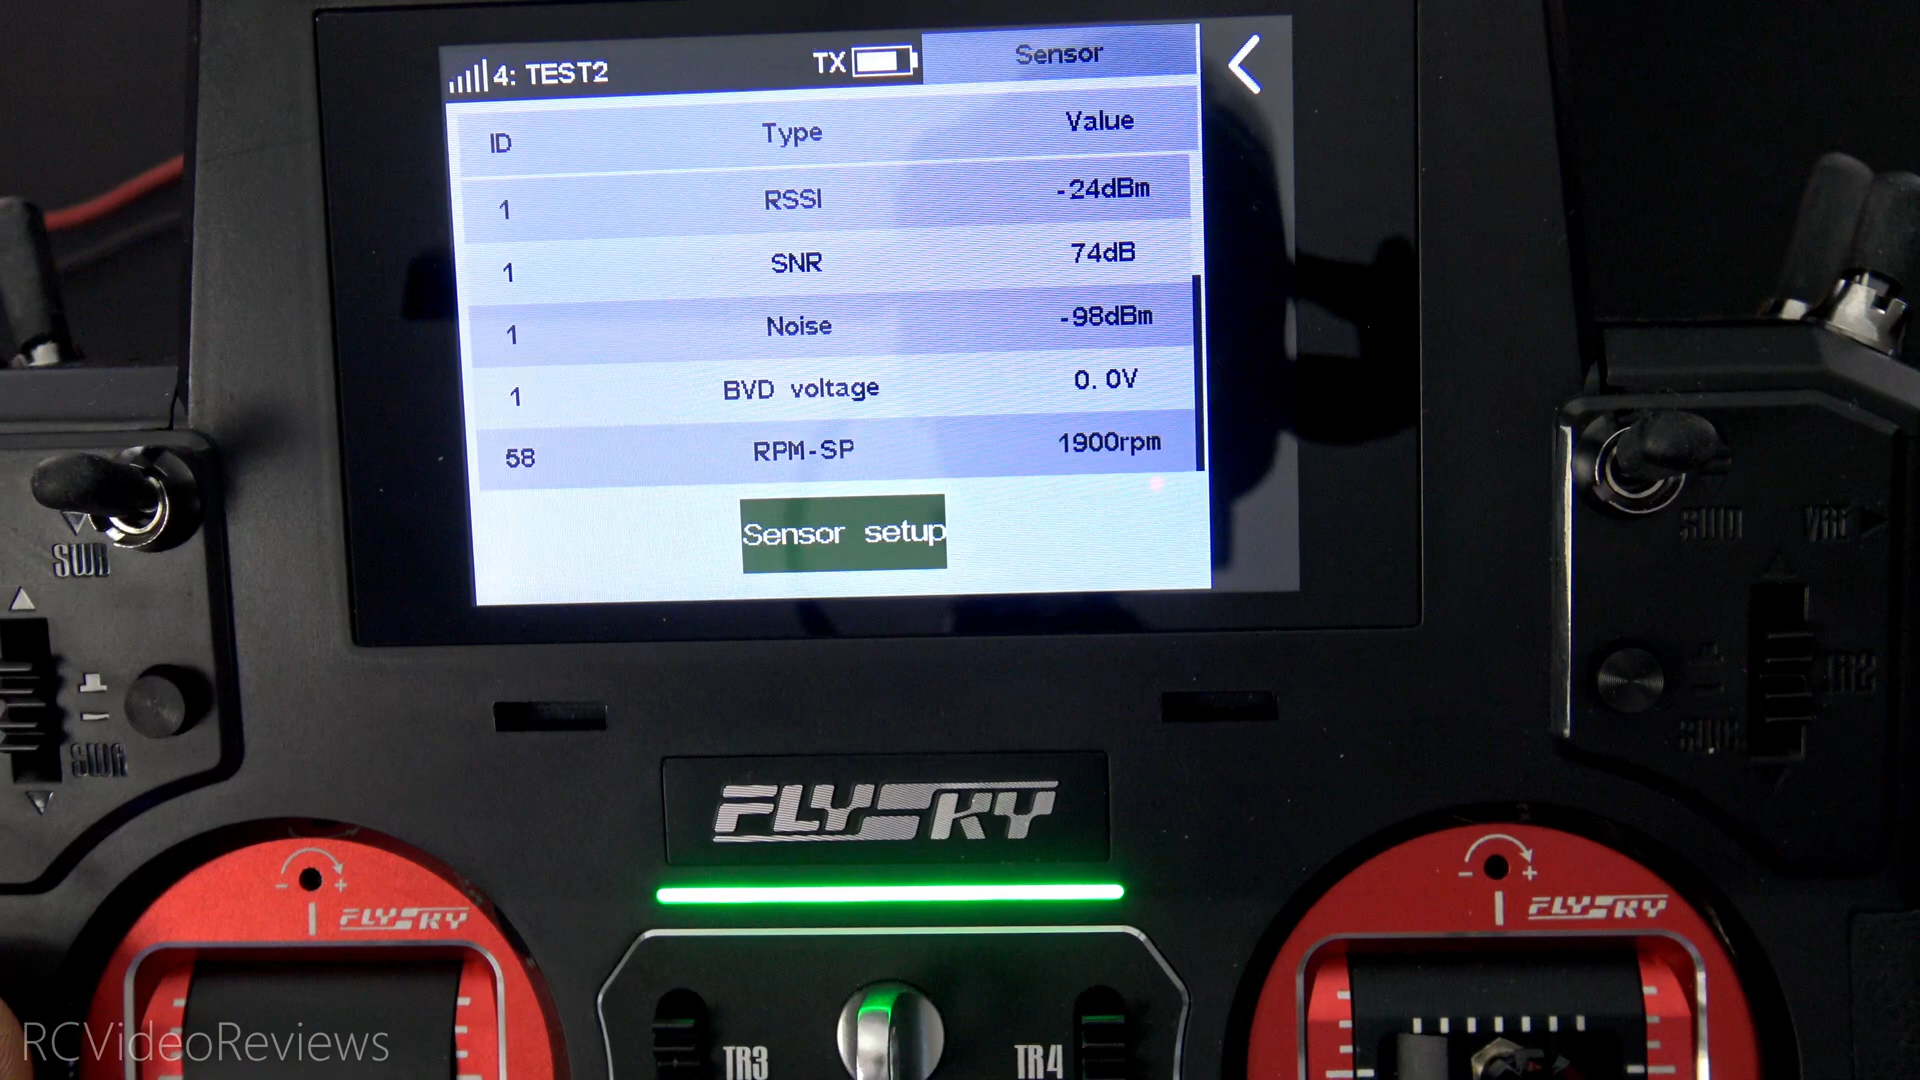 4: TEST2 TX Sensor
ID Type Value
1 RSSI -24dBm
1 SNR 74dB
1 Noise -98dBm
1 BVD voltage 0.0V
58 RPM-SP 1900rpm
Sensor setup
SWB
SWA
FLYSKY
- +
FLYSKY
- +
FLYSKY
TR3 TR4
RCVideoReviews